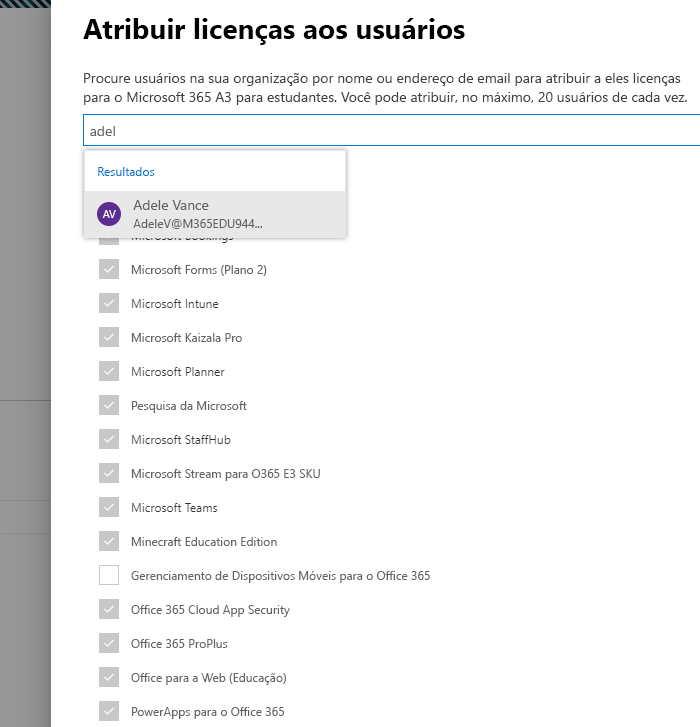 Atribuir licenças aos usuários
Procure usuários na sua organização por nome ou endereço de email para atribuir a eles licenças
para o Microsoft 365 A3 para estudantes. Você pode atribuir, no máximo, 20 usuários de cada vez.
adel
Resultados
AV
Adele Vance
AdeleV@M365EDU944...
Microsoft Bookings
Microsoft Forms (Plano 2)
Microsoft Intune
Microsoft Kaizala Pro
Microsoft Planner
Pesquisa da Microsoft
Microsoft StaffHub
Microsoft Stream para O365 E3 SKU
Microsoft Teams
Minecraft Education Edition
Gerenciamento de Dispositivos Móveis para o Office 365
Office 365 Cloud App Security
Office 365 ProPlus
Office para a Web (Educação)
PowerApps para o Office 365